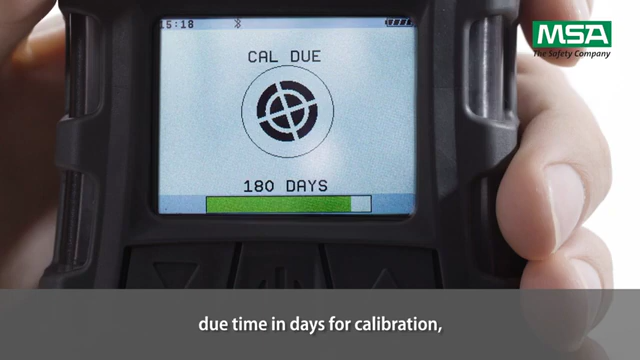 15:18
MSA
The Safety Company
CAL DUE
180 DAYS
due time in days for calibration,